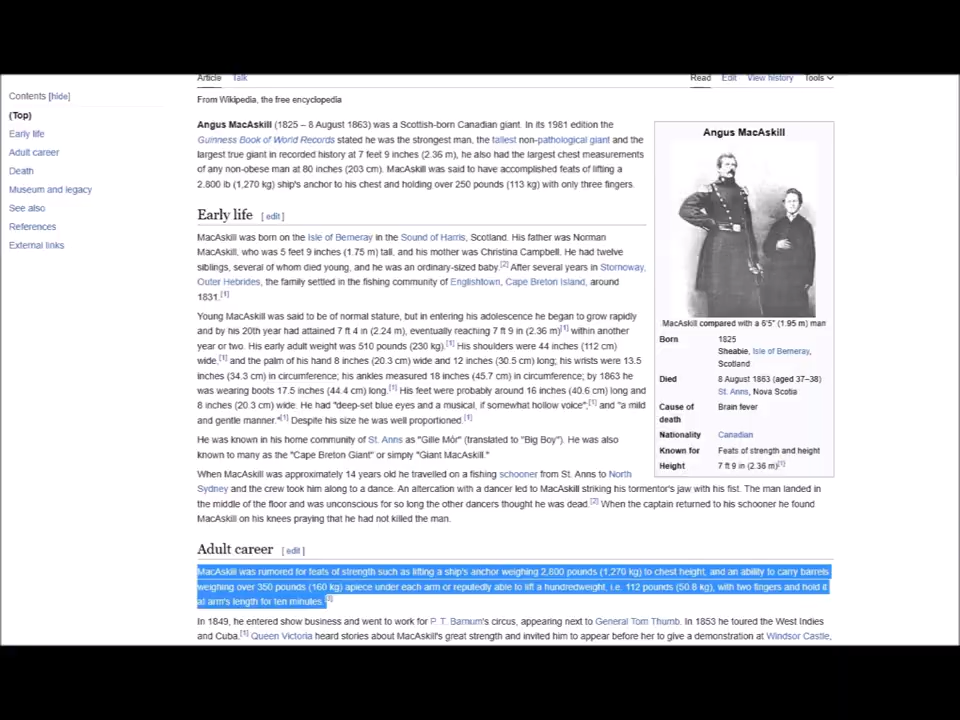 Article Talk Read Edit View history Tools
Contents [hide]
(Top)
Early life
Adult career
Death
Museum and legacy
See also
References
External links
From Wikipedia, the free encyclopedia
Angus MacAskill (1825 – 8 August 1863) was a Scottish-born Canadian giant. In its 1981 edition the
Guinness Book of World Records stated he was the strongest man, the tallest non-pathological giant and the
largest true giant in recorded history at 7 feet 9 inches (2.36 m), he also had the largest chest measurements
of any non-obese man at 80 inches (203 cm). MacAskill was said to have accomplished feats of lifting a
2,800 lb (1,270 kg) ship's anchor to his chest and holding over 250 pounds (113 kg) with only three fingers.
Early life [ edit ]
MacAskill was born on the Isle of Berneray in the Sound of Harris, Scotland. His father was Norman
MacAskill, who was 5 feet 9 inches (1.75 m) tall, and his mother was Christina Campbell. He had twelve
siblings, several of whom died young, and he was an ordinary-sized baby.[2] After several years in Stornoway,
Outer Hebrides, the family settled in the fishing community of Englishtown, Cape Breton Island, around
1831.[1]
Young MacAskill was said to be of normal stature, but in entering his adolescence he began to grow rapidly
and by his 20th year had attained 7 ft 4 in (2.24 m), eventually reaching 7 ft 9 in (2.36 m)[1] within another
year or two. His early adult weight was 510 pounds (230 kg).[1] His shoulders were 44 inches (112 cm)
wide,[1] and the palm of his hand 8 inches (20.3 cm) wide and 12 inches (30.5 cm) long; his wrists were 13.5
inches (34.3 cm) in circumference; his ankles measured 18 inches (45.7 cm) in circumference; by 1863 he
was wearing boots 17.5 inches (44.4 cm) long.[1] His feet were probably around 16 inches (40.6 cm) long and
8 inches (20.3 cm) wide. He had "deep-set blue eyes and a musical, if somewhat hollow voice";[1] and "a mild
and gentle manner."[1] Despite his size he was well proportioned.[1]
He was known in his home community of St. Anns as "Gille Mór" (translated to "Big Boy"). He was also
known to many as the "Cape Breton Giant" or simply "Giant MacAskill."
When MacAskill was approximately 14 years old he travelled on a fishing schooner from St. Anns to North
Sydney and the crew took him along to a dance. An altercation with a dancer led to MacAskill striking his tormentor's jaw with his fist. The man landed in
the middle of the floor and was unconscious for so long the other dancers thought he was dead.[2] When the captain returned to his schooner he found
MacAskill on his knees praying that he had not killed the man.
Angus MacAskill
MacAskill compared with a 6'5" (1.95 m) man
Born 1825
Sheabie, Isle of Berneray,
Scotland
Died 8 August 1863 (aged 37–38)
St. Anns, Nova Scotia
Cause of death Brain fever
Nationality Canadian
Known for Feats of strength and height
Height 7 ft 9 in (2.36 m)[1]
Adult career [ edit ]
MacAskill was rumored for feats of strength such as lifting a ship's anchor weighing 2,800 pounds (1,270 kg) to chest height, and an ability to carry barrels
weighing over 350 pounds (160 kg) apiece under each arm or reputedly able to lift a hundredweight, i.e. 112 pounds (50.8 kg), with two fingers and hold it
at arm's length for ten minutes.
In 1849, he entered show business and went to work for P. T. Barnum's circus, appearing next to General Tom Thumb. In 1853 he toured the West Indies
and Cuba.[1] Queen Victoria heard stories about MacAskill's great strength and invited him to appear before her to give a demonstration at Windsor Castle,